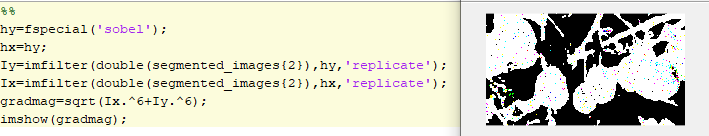 %%
hy=fspecial('sobel');
hx=hy;
Iy=imfilter(double(segmented_images{2}),hy,'replicate');
Ix=imfilter(double(segmented_images{2}),hx,'replicate');
gradmag=sqrt(Ix.^6+Iy.^6);
imshow(gradmag);